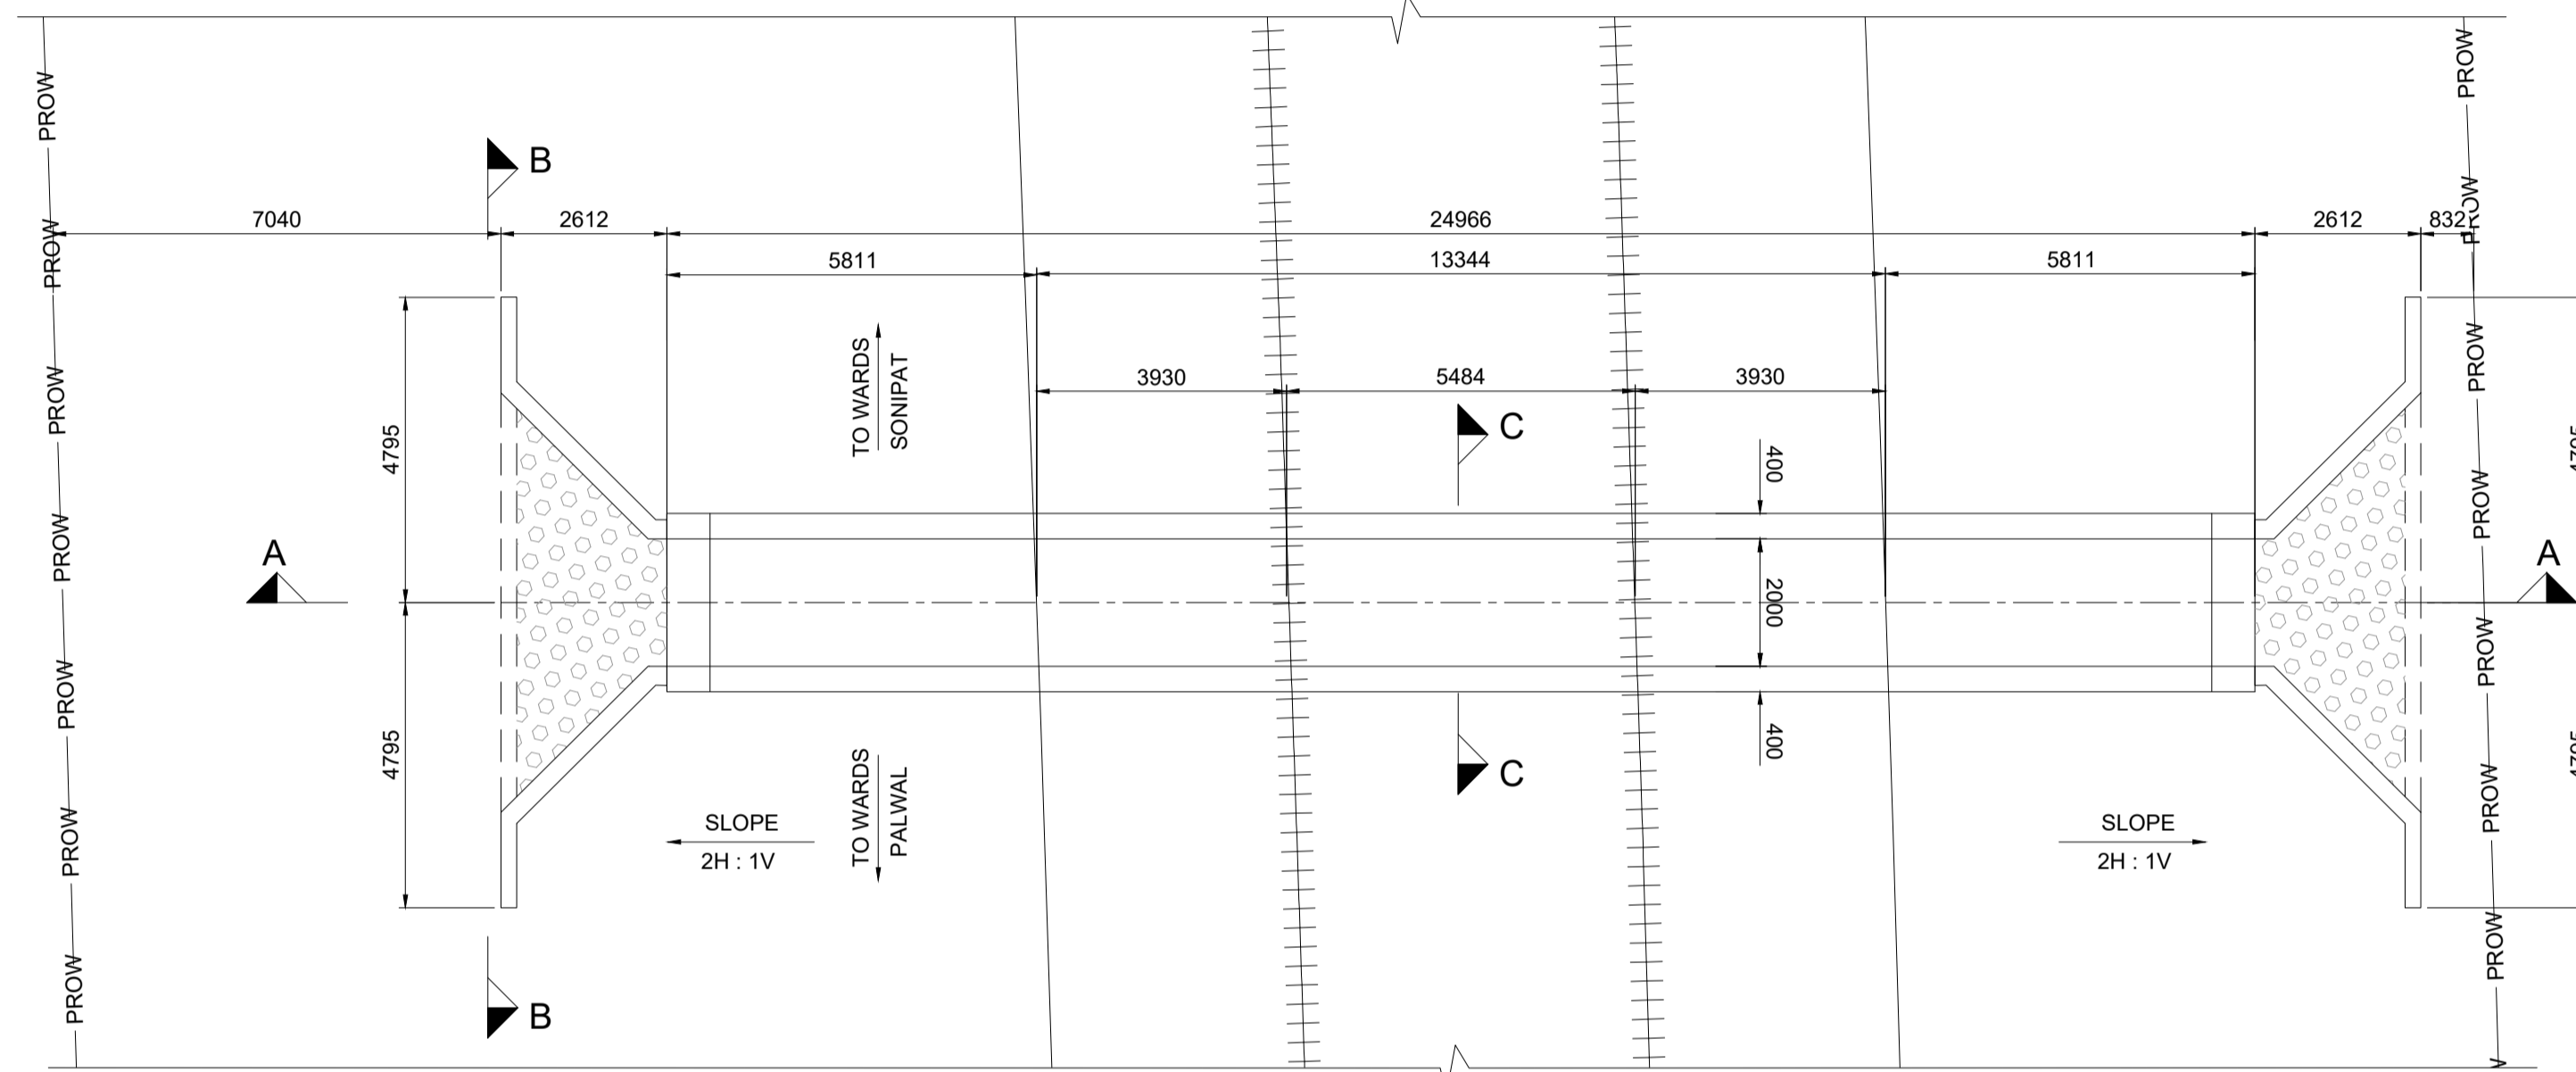 PROW PROW PROW PROW PROW PROW PROW
PROW PROW PROW PROW PROW PROW PROW
B
7040
2612
24966
2612
832
5811
13344
5811
TO WARDS
SONIPAT
3930
5484
3930
4795
C
400
A
2000
A
4795
400
C
TO WARDS
PALWAL
SLOPE
2H : 1V
SLOPE
2H : 1V
B